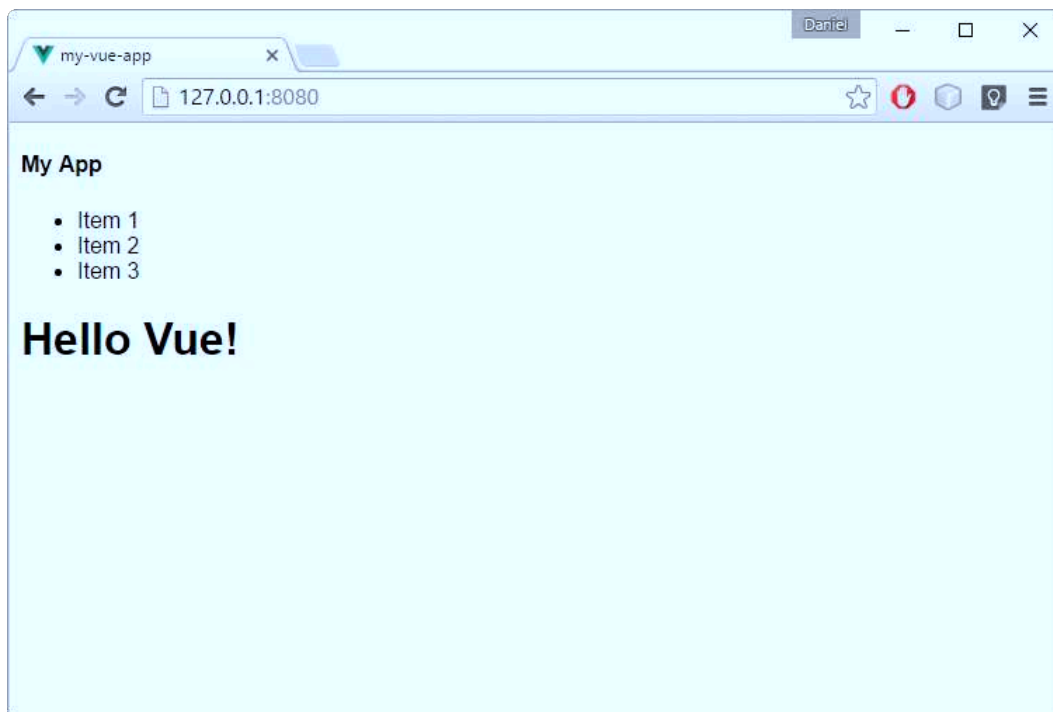 Daniel
my-vue-app
127.0.0.1:8080
My App
Item 1
Item 2
Item 3
Hello Vue!